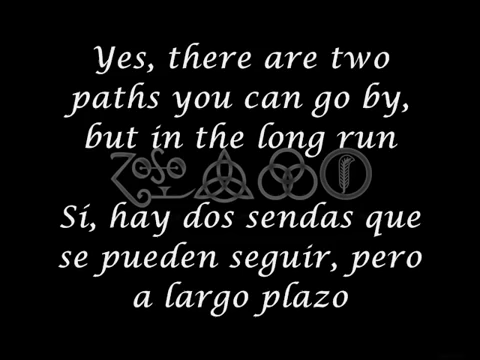 Yes, there are two
paths you can go by,
but in the long run
Sí, hay dos sendas que
se pueden seguir, pero
a largo plazo